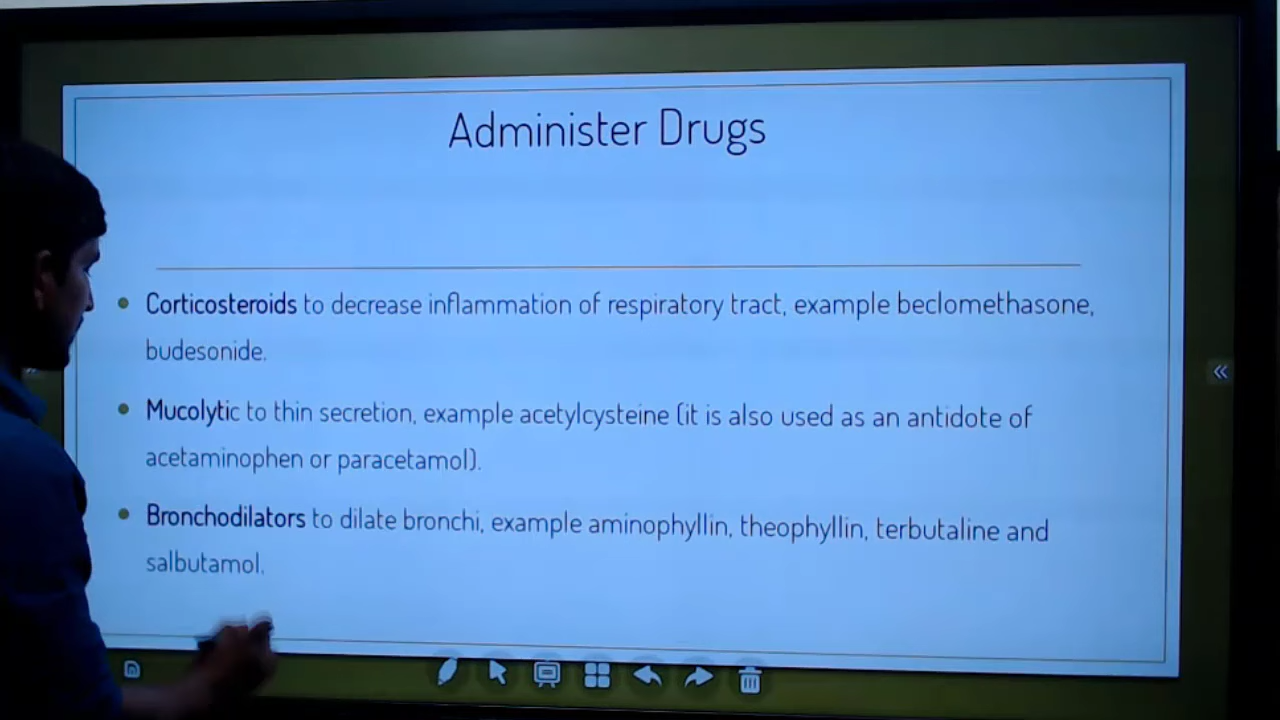 Administer Drugs
Corticosteroids to decrease inflammation of respiratory tract, example beclomethasone,
budesonide.
Mucolytic to thin secretion, example acetylcysteine (it is also used as an antidote of
acetaminophen or paracetamol).
Bronchodilators to dilate bronchi, example aminophyllin, theophyllin, terbutaline and
salbutamol.